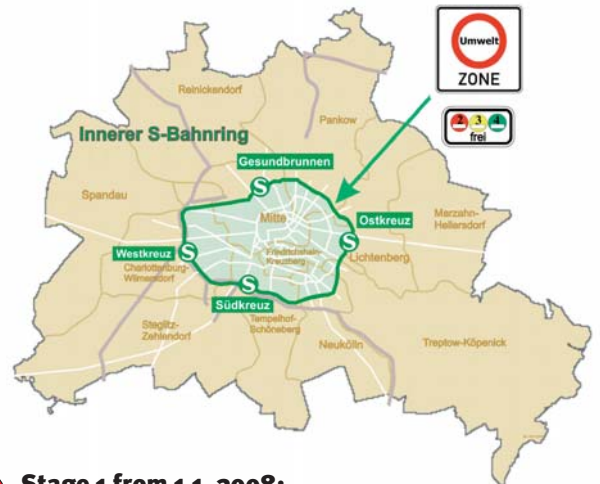 Umwelt
ZONE
2 3 4
frei
Reinickendorf
Pankow
Innerer S-Bahnring
Gesundbrunnen
S
Spandau
Mitte
Ostkreuz
Marzahn-
Hellersdorf
S
Westkreuz
S
Friedrichshain-
Kreuzberg
Lichtenberg
Charlottenburg-
Wilmersdorf
S
Südkreuz
Steglitz-
Zehlendorf
Tempelhof-
Schöneberg
Neukölln
Treptow-Köpenick
Stage 1 from 1.1. 2008: